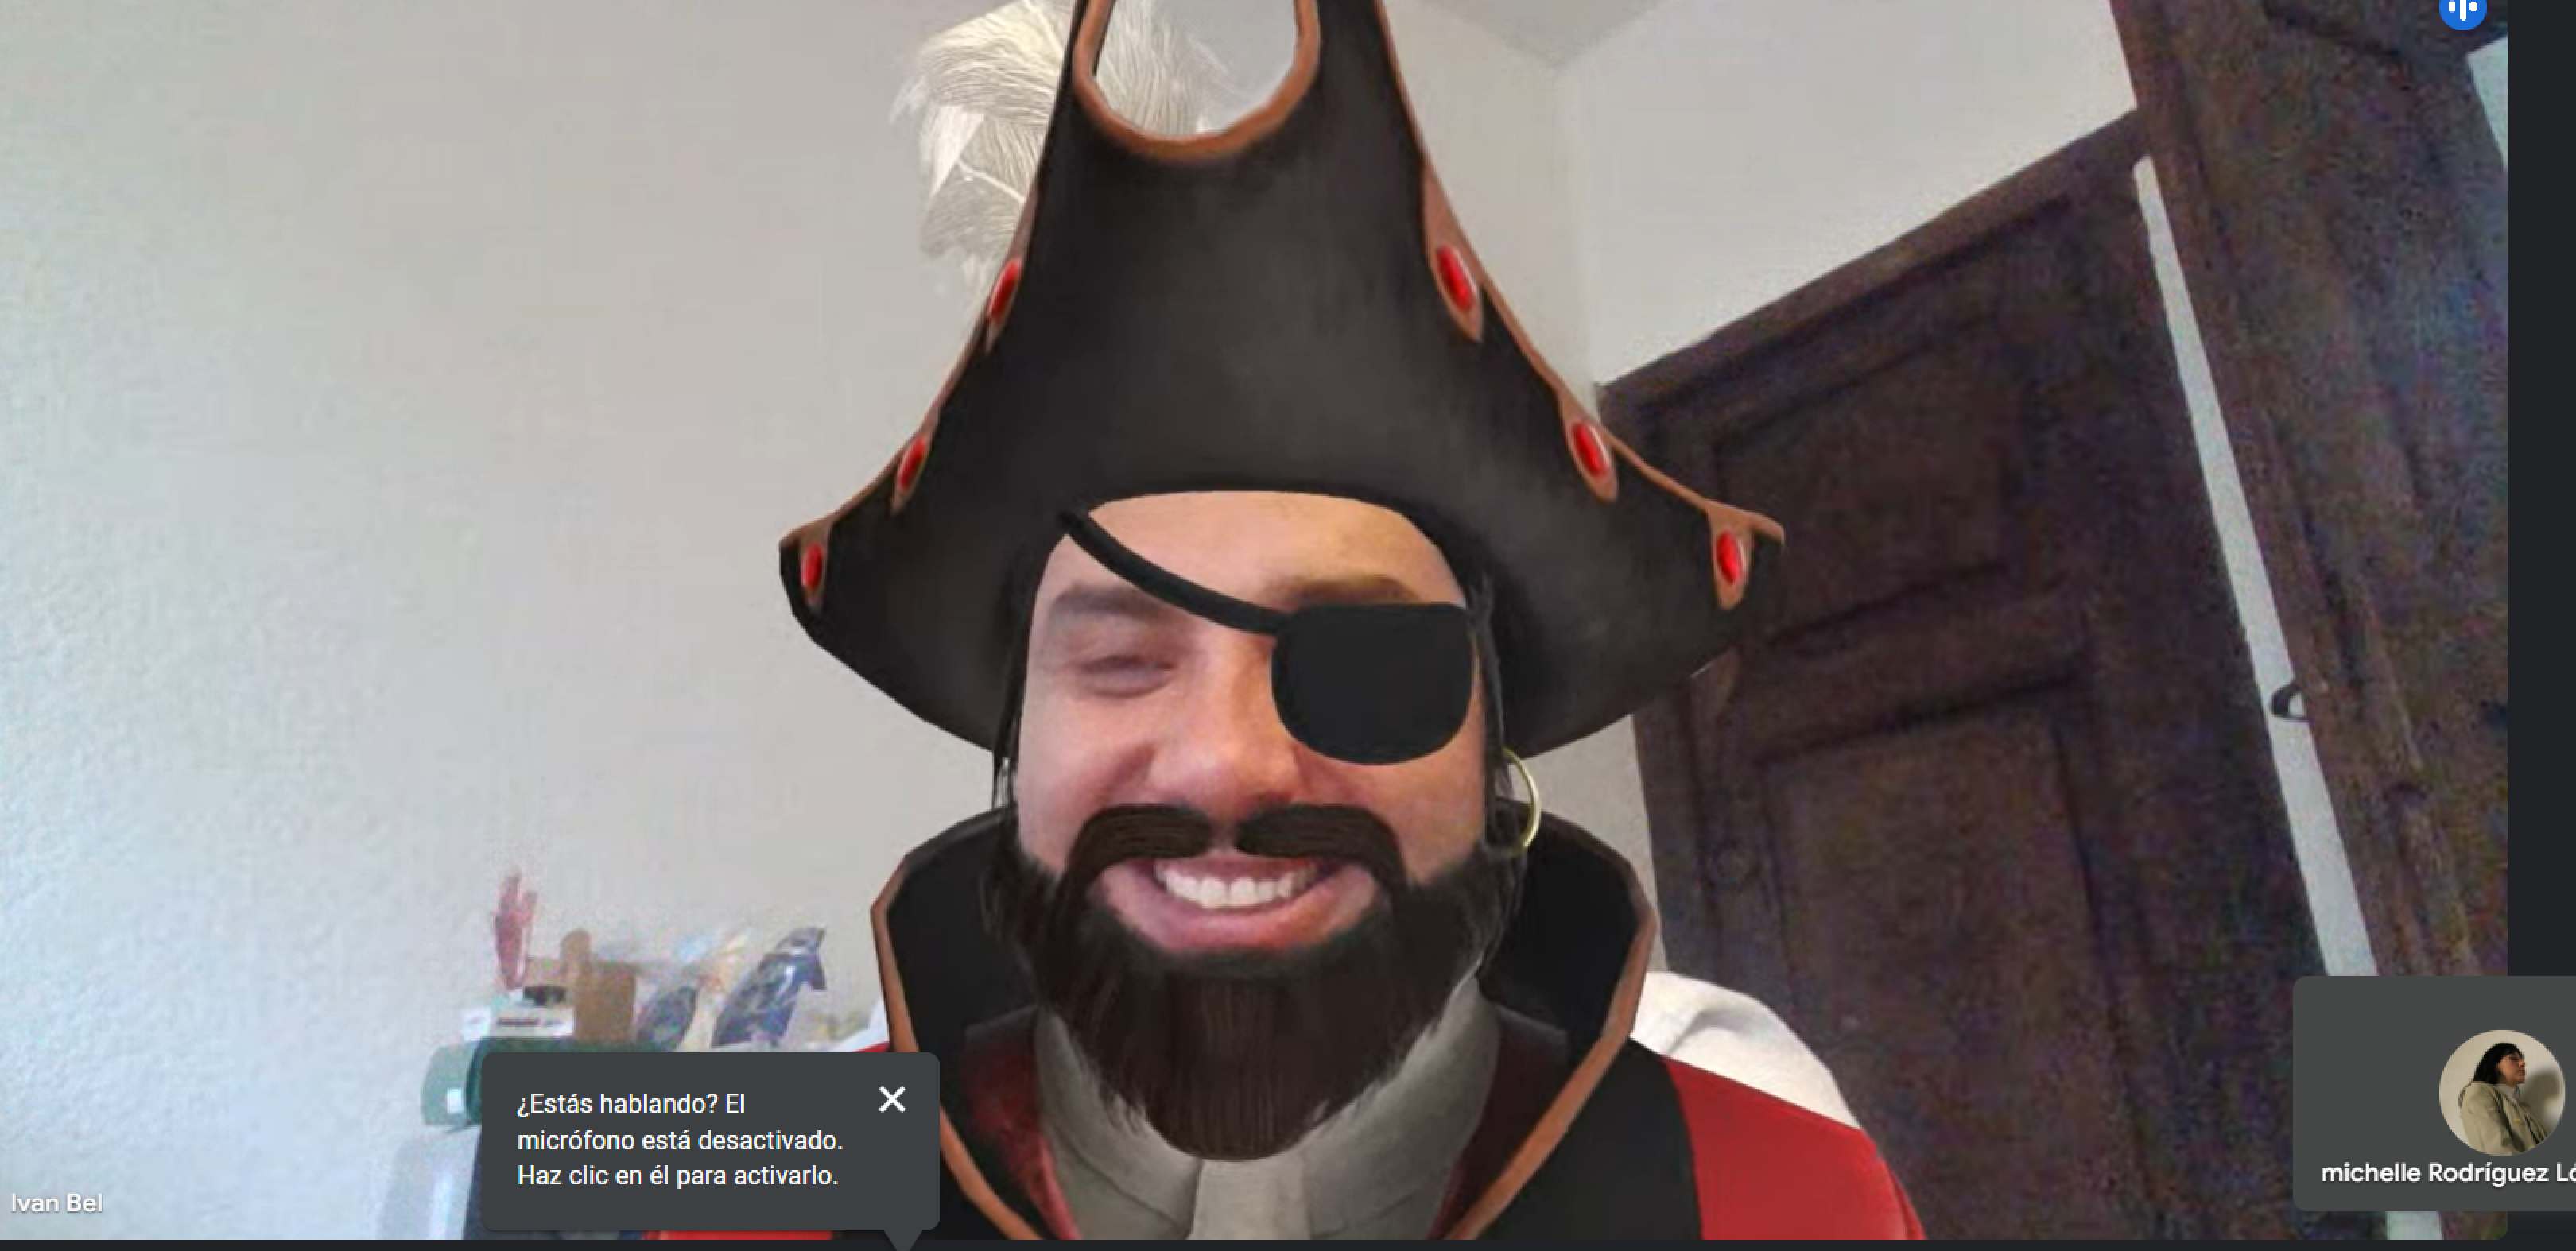 ¿Estás hablando? El
micrófono está desactivado.
Haz clic en él para activarlo.
Ivan Bel
michelle Rodríguez